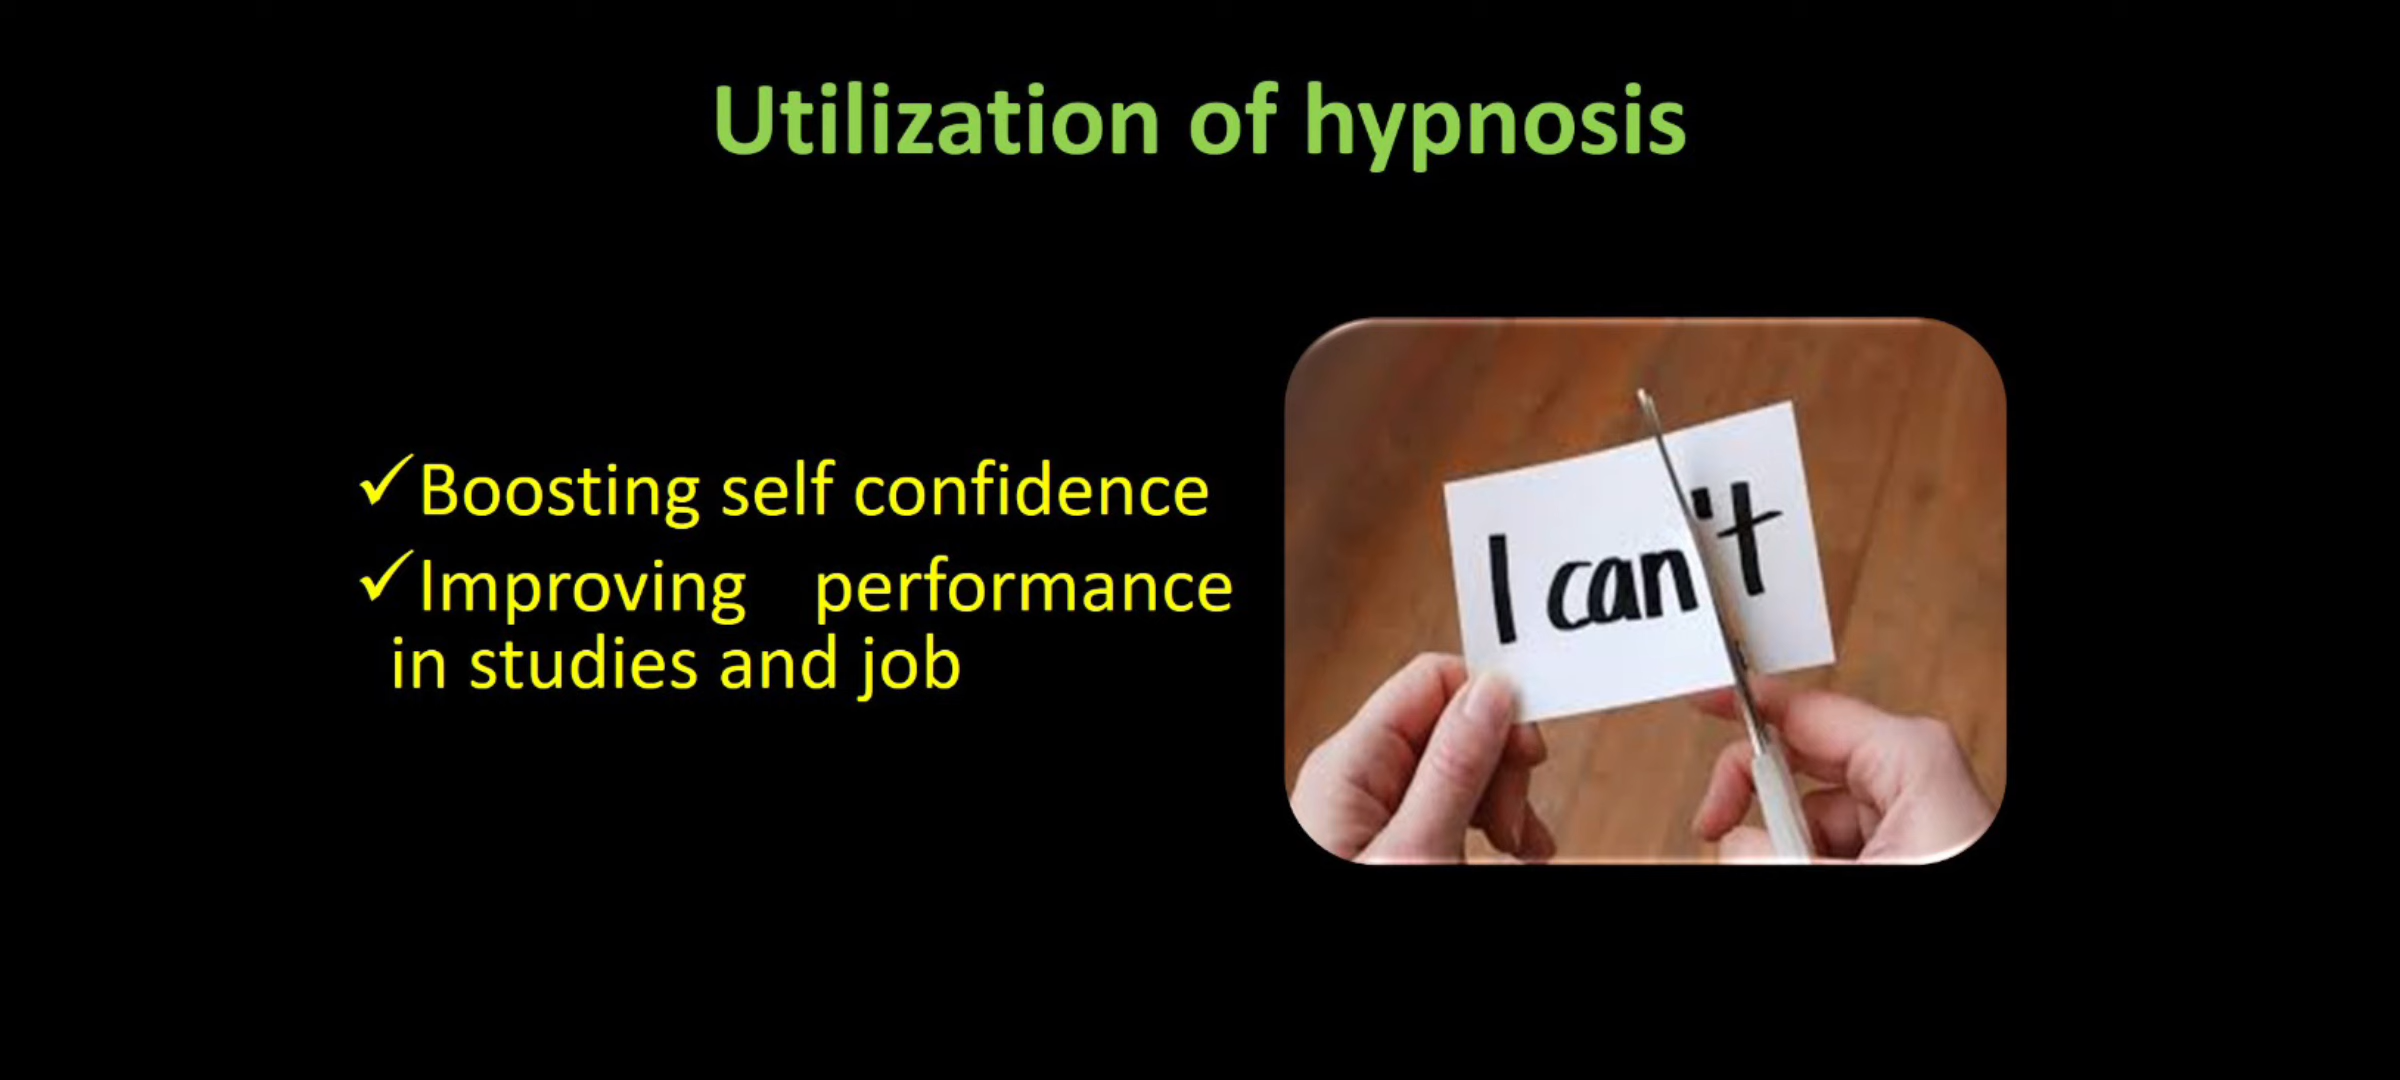 Utilization of hypnosis
✓Boosting self confidence
✓Improving performance
in studies and job
I can't